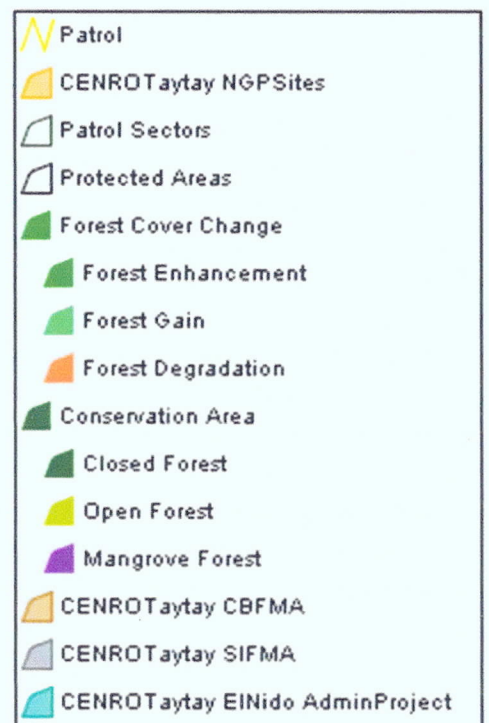 Patrol
CENROTaytay NGPSites
Patrol Sectors
Protected Areas
Forest Cover Change
Forest Enhancement
Forest Gain
Forest Degradation
Conservation Area
Closed Forest
Open Forest
Mangrove Forest
CENROTaytay CBFMA
CENROTaytay SIFMA
CENROTaytay ElNido AdminProject